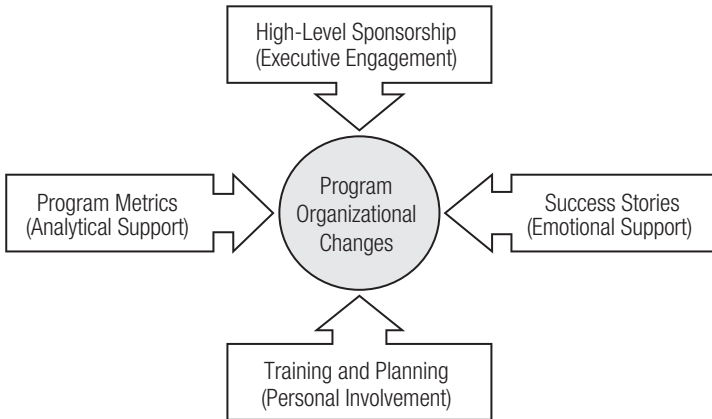 High-Level Sponsorship
(Executive Engagement)
Program Metrics
(Analytical Support)
Program
Organizational
Changes
Success Stories
(Emotional Support)
Training and Planning
(Personal Involvement)